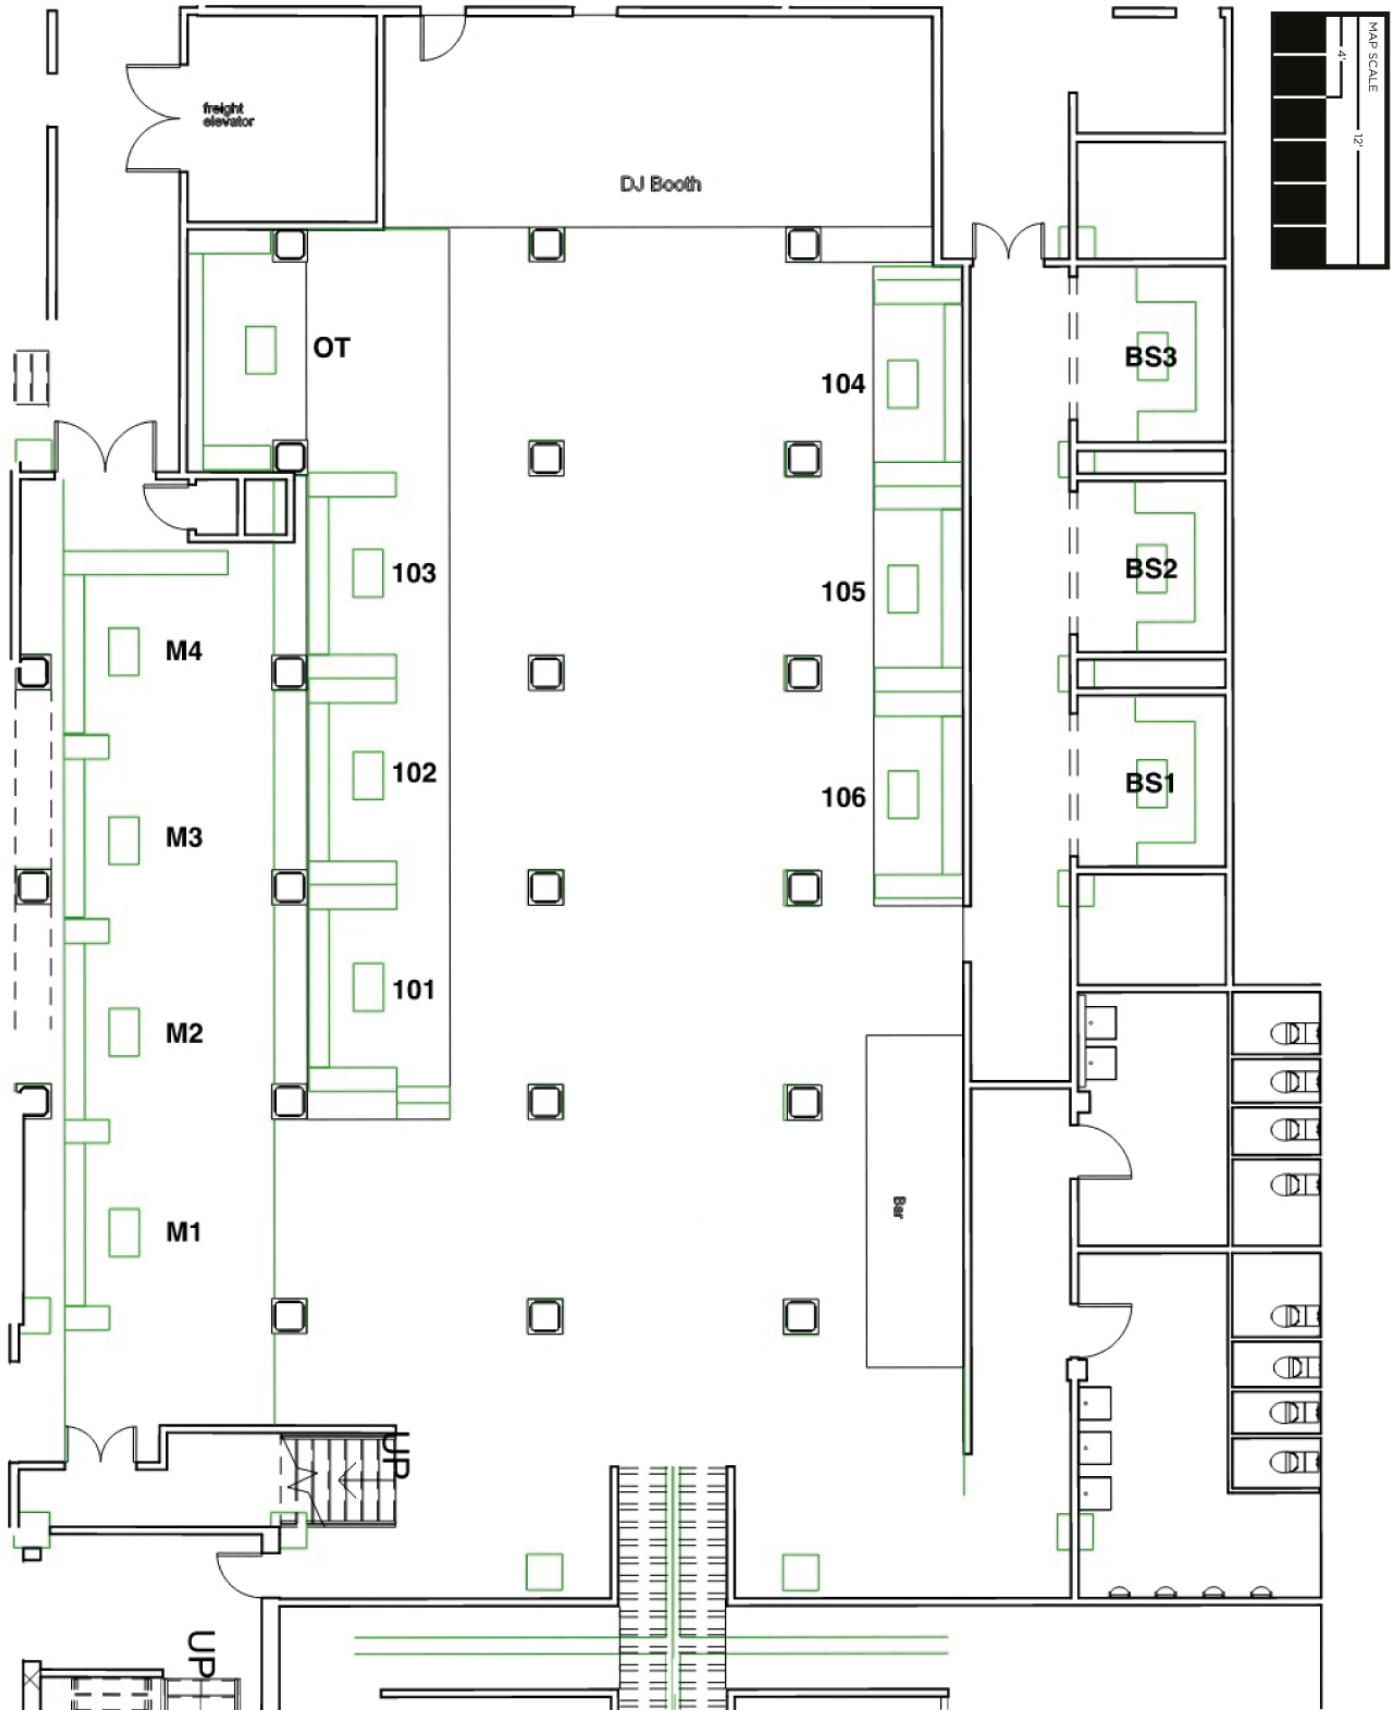 MAP SCALE
4'
12'
freight
elevator
DJ Booth
OT
104
BS3
103
105
BS2
M4
102
106
BS1
M3
101
M2
Bar
M1
UP
UP